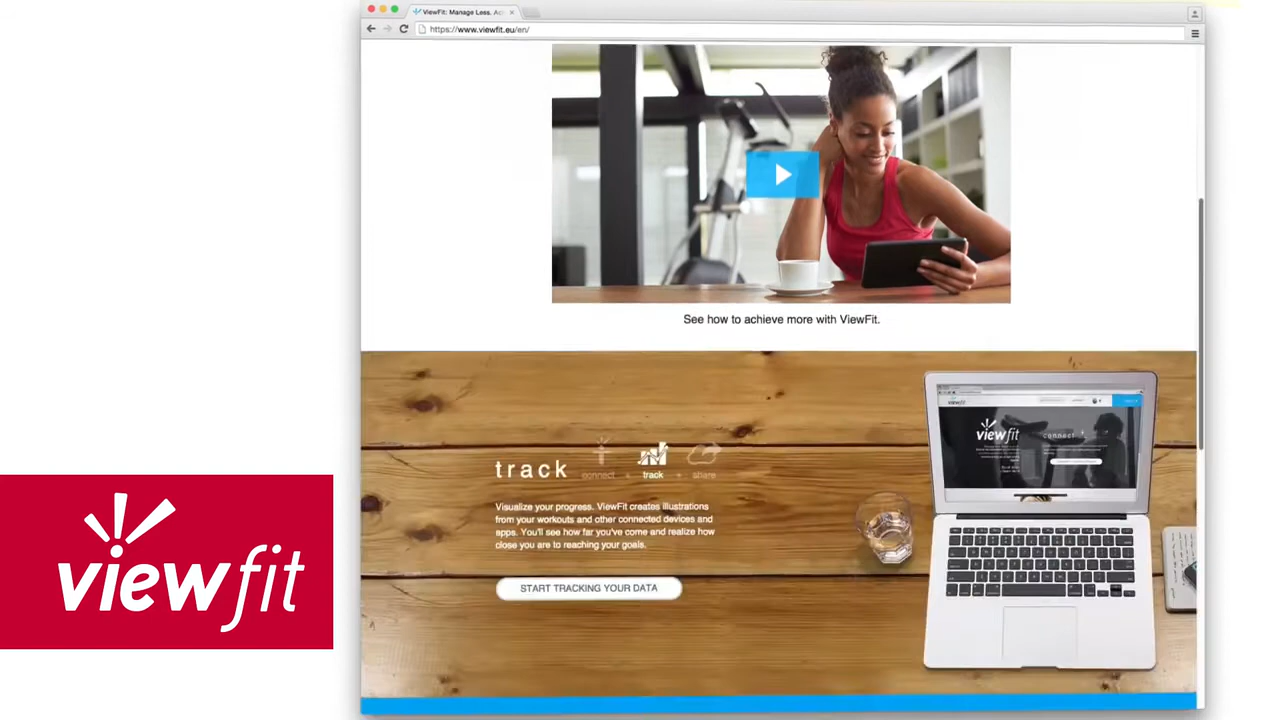 ViewFit: Manage Less. Ac
https://www.viewfit.eu/en/
See how to achieve more with ViewFit.
track
connect + track + share
Visualize your progress. ViewFit creates illustrations
from your workouts and other connected devices and
apps. You'll see how far you've come and realize how
close you are to reaching your goals.
START TRACKING YOUR DATA
viewfit
connect
viewfit